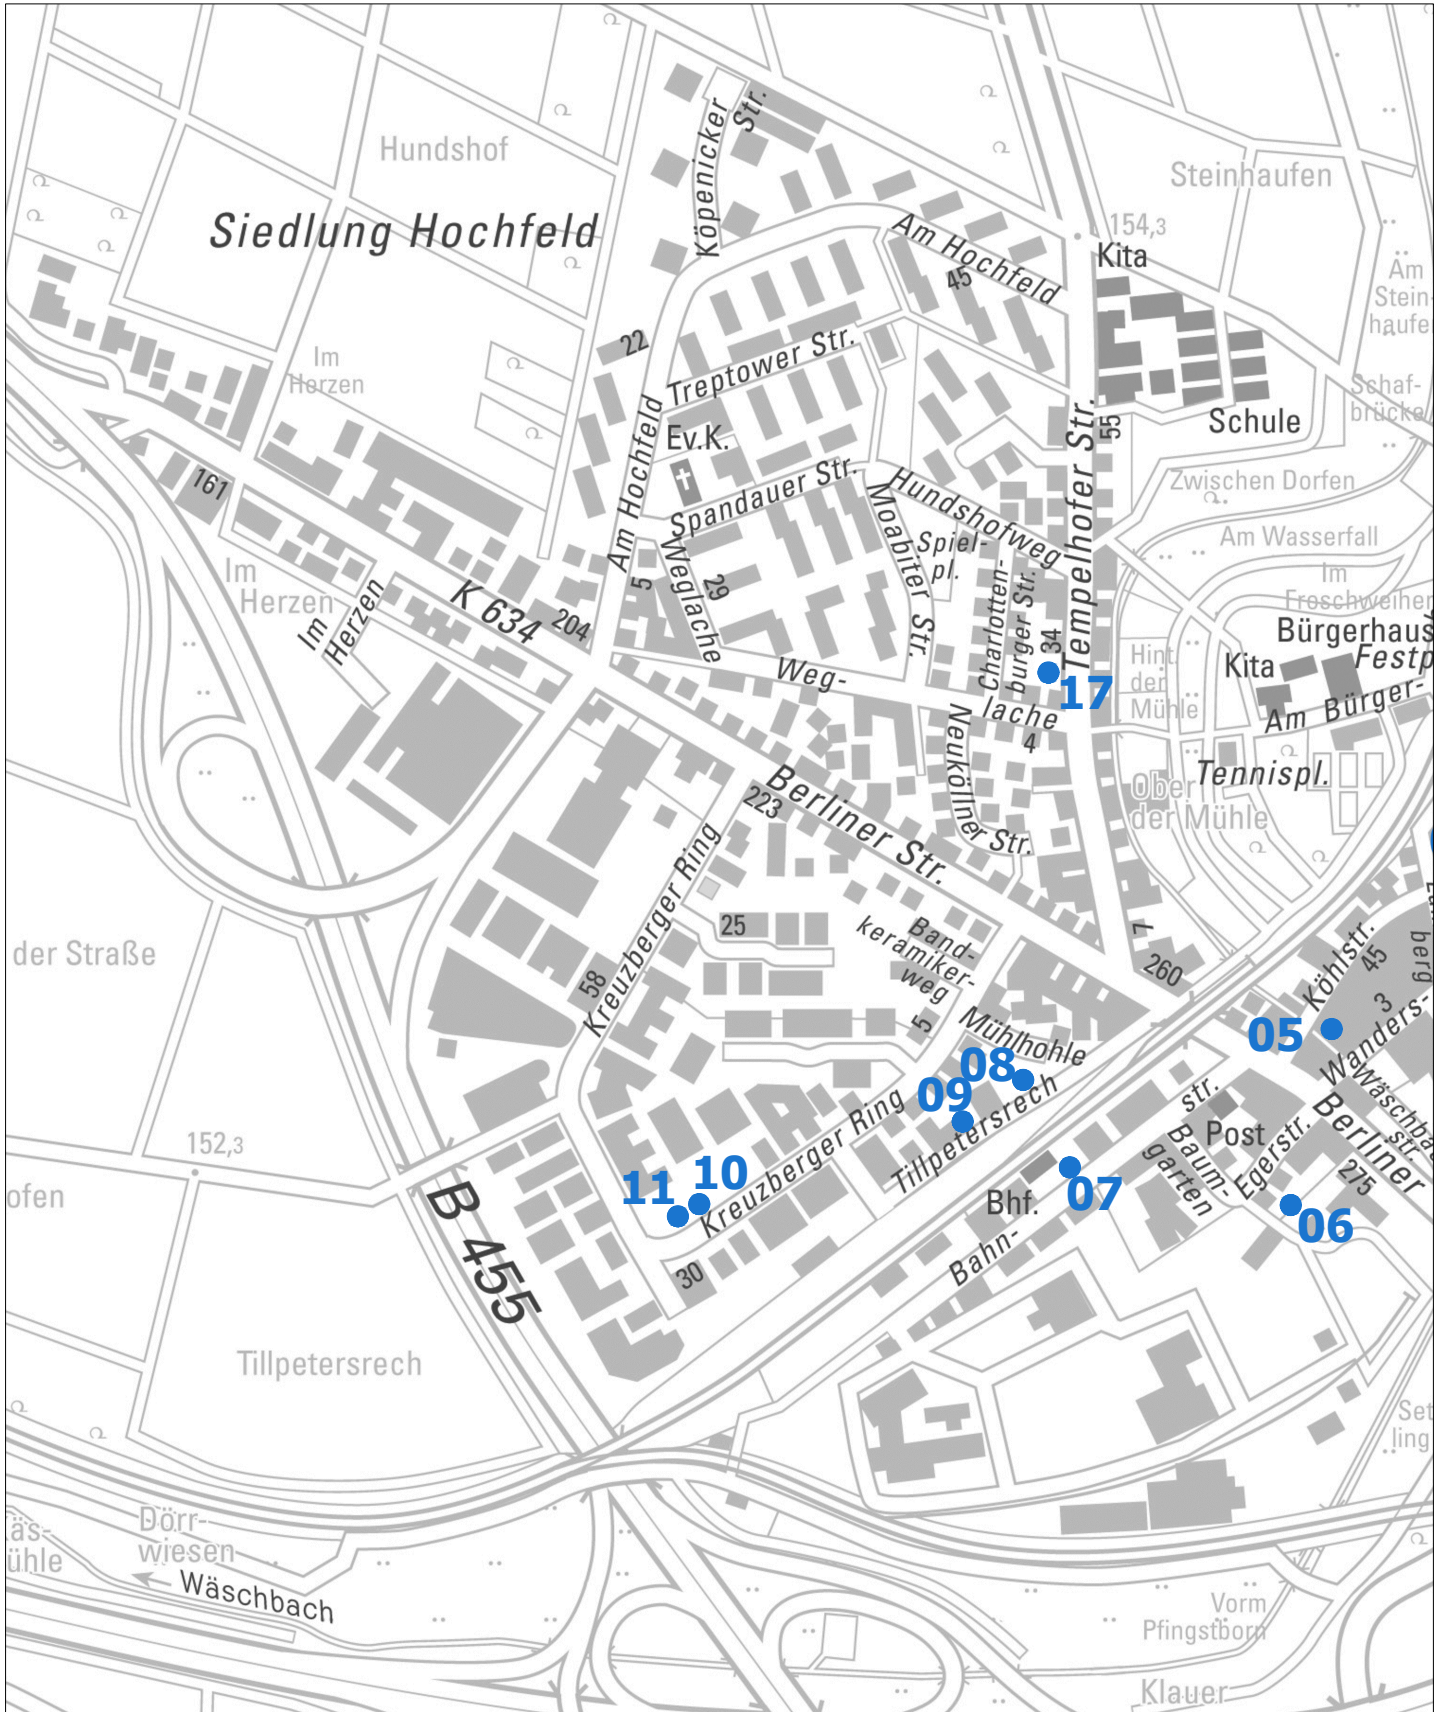 Hundshof
Siedlung Hochfeld
Köpenicker
Str.
Steinhaufen
154,3
Kita
Am Hochfeld
45
Am
Stein-
22
Im
Herzen
Treptower Str.
Am Hochfeld
Ev.K.
Schaf-
brücke
Schule
55
Tempelhofer Str.
161
Spandauer Str.
Hundshofweg
Zwischen Dorfen
Moabiter Str.
Spiel-
pl.
Am Wasserfall
Im
Herzen
Im
Herzen
K 634
204
5
Weglache
29
Charlotten-
burger Str.
34
Im
Froschweiher
Bürgerhaus
Kita
Hint.
der
Mühle
Am Bürger-
17
Weg-
lache
4
Neuköllner Str.
Tennispl.
Ober
der Mühle
Berliner Str.
223
Kreuzberger Ring
25
Band-
keramiker-
weg
5
der Straße
58
L
260
Köhlstr.
45
berg
3
Wanders-
05
Mühlhohle
08
09
Tillpetersrech
str.
Post
Baum-
garten
Egerstr.
Berliner
275
str.
152,3
Kreuzberger Ring
11
10
Bhf.
07
06
Bahn-
30
B 455
Tillpetersrech
Dörr-
wiesen
Wäschbach
Vorm
Pfingstborn
Klauer